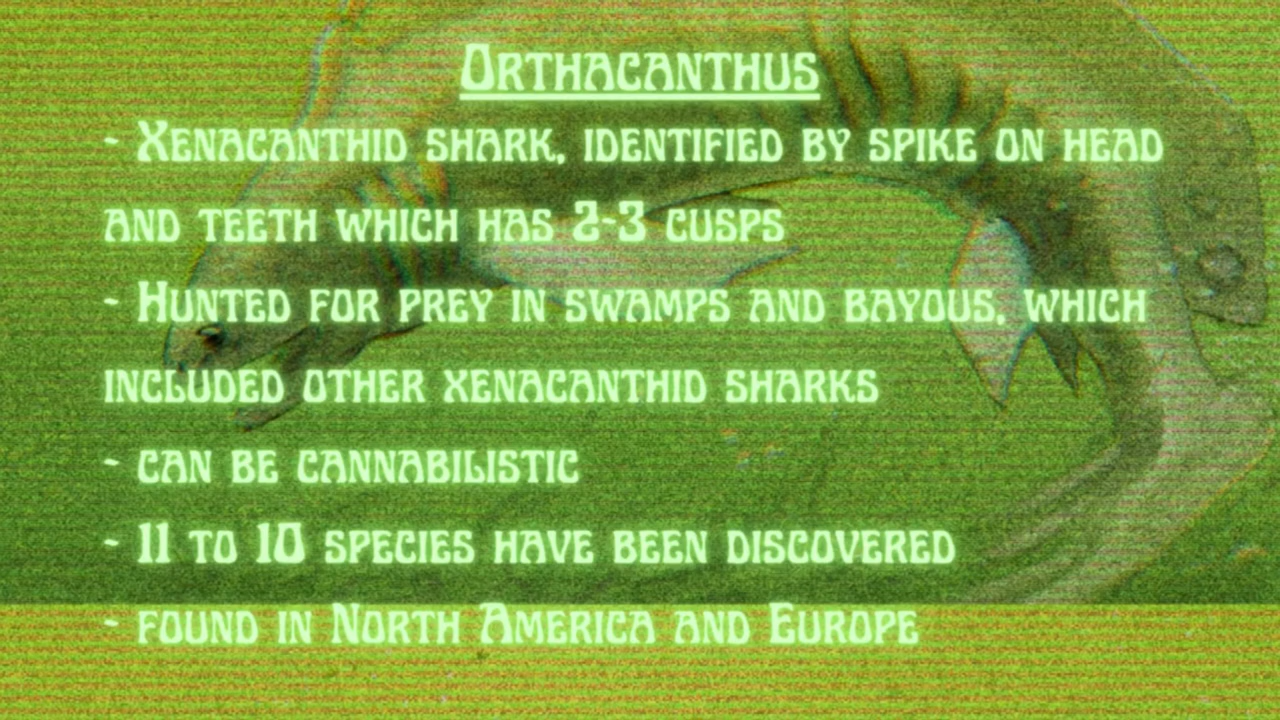 Orthacanthus
- Xenacanthid shark, identified by spike on head
and teeth which has 2-3 cusps
- Hunted for prey in swamps and bayous, which
included other xenacanthid sharks
- can be cannabilistic
- 11 to 10 species have been discovered
- found in North America and Europe